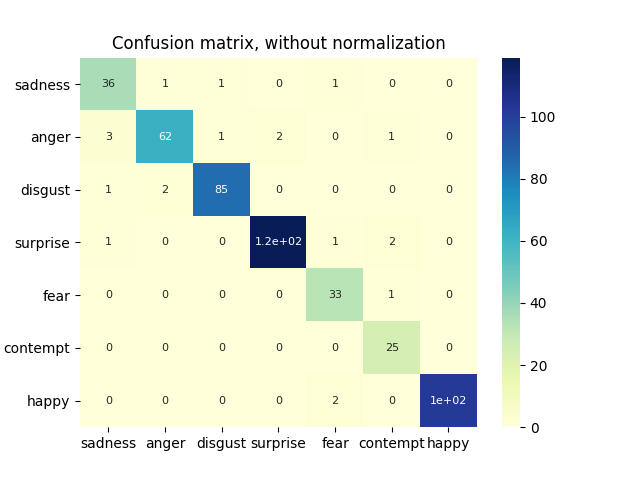 Confusion matrix, without normalization
sadness 36 1 1 0 1 0 0
anger 3 62 1 2 0 1 0
disgust 1 2 85 0 0 0 0
surprise 1 0 0 1.2e+02 1 2 0
fear 0 0 0 0 33 1 0
contempt 0 0 0 0 0 25 0
happy 0 0 0 0 2 0 1e+02
sadness anger disgust surprise fear contempt happy
100
80
60
40
20
0